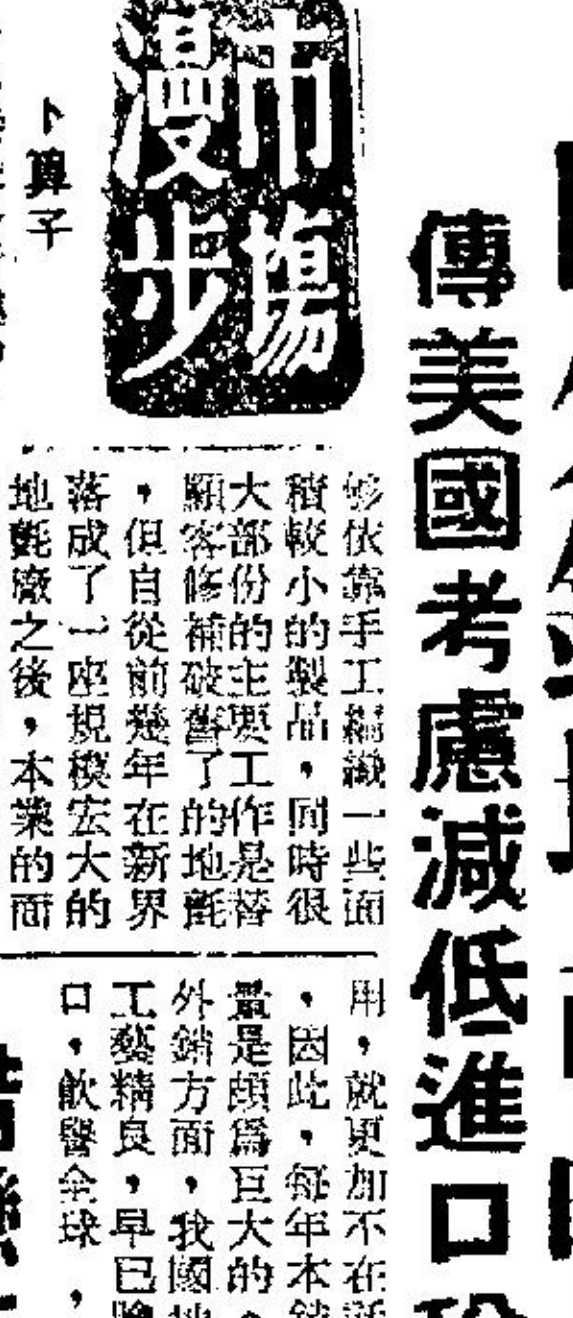 傳美國考慮減低進口
市場
漫步
卜算子
够依靠手工編織一些面
積較小的製品，同時很
大部份的主要工作是替
顧客修補破舊了的地氈
，但自從前幾年在新界
落成了一座規模宏大的
地氈廠之後，本業的面
用，就更加不在話
，因此，每年本銷
量是頗爲巨大的。
外銷方面，我國地
工藝精良，早已
口，飲譽全球，